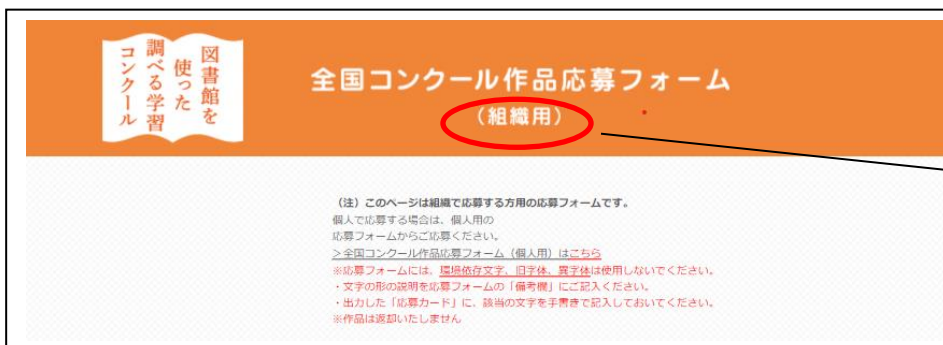 図書館を
使った
調べる学習
コンクール
全国コンクール作品応募フォーム
（組織用）
（注）このページは組織で応募する方用の応募フォームです。
個人で応募する場合は、個人用の
応募フォームからご応募ください。
＞全国コンクール作品応募フォーム（個人用）はこちら
※応募フォームには、環境依存文字、旧字体、異字体は使用しないでください。
・文字の形の説明を応募フォームの「備考欄」にご記入ください。
・出力した「応募カード」に、該当の文字を手書きで記入しておいてください。
※作品は返却いたしません